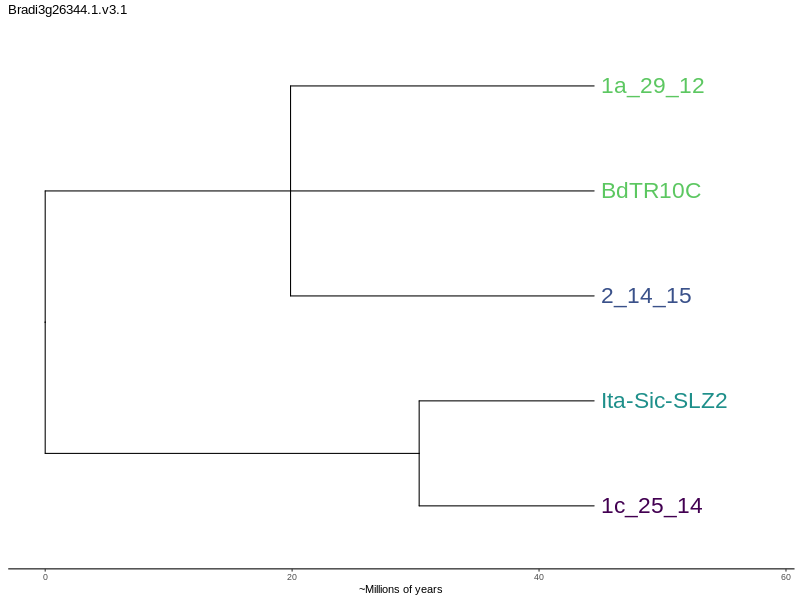 Bradi3g26344.1.v3.1
1a_29_12
BdTR10C
2_14_15
Ita-Sic-SLZ2
1c_25_14
0 20 40 60
~Millions of years